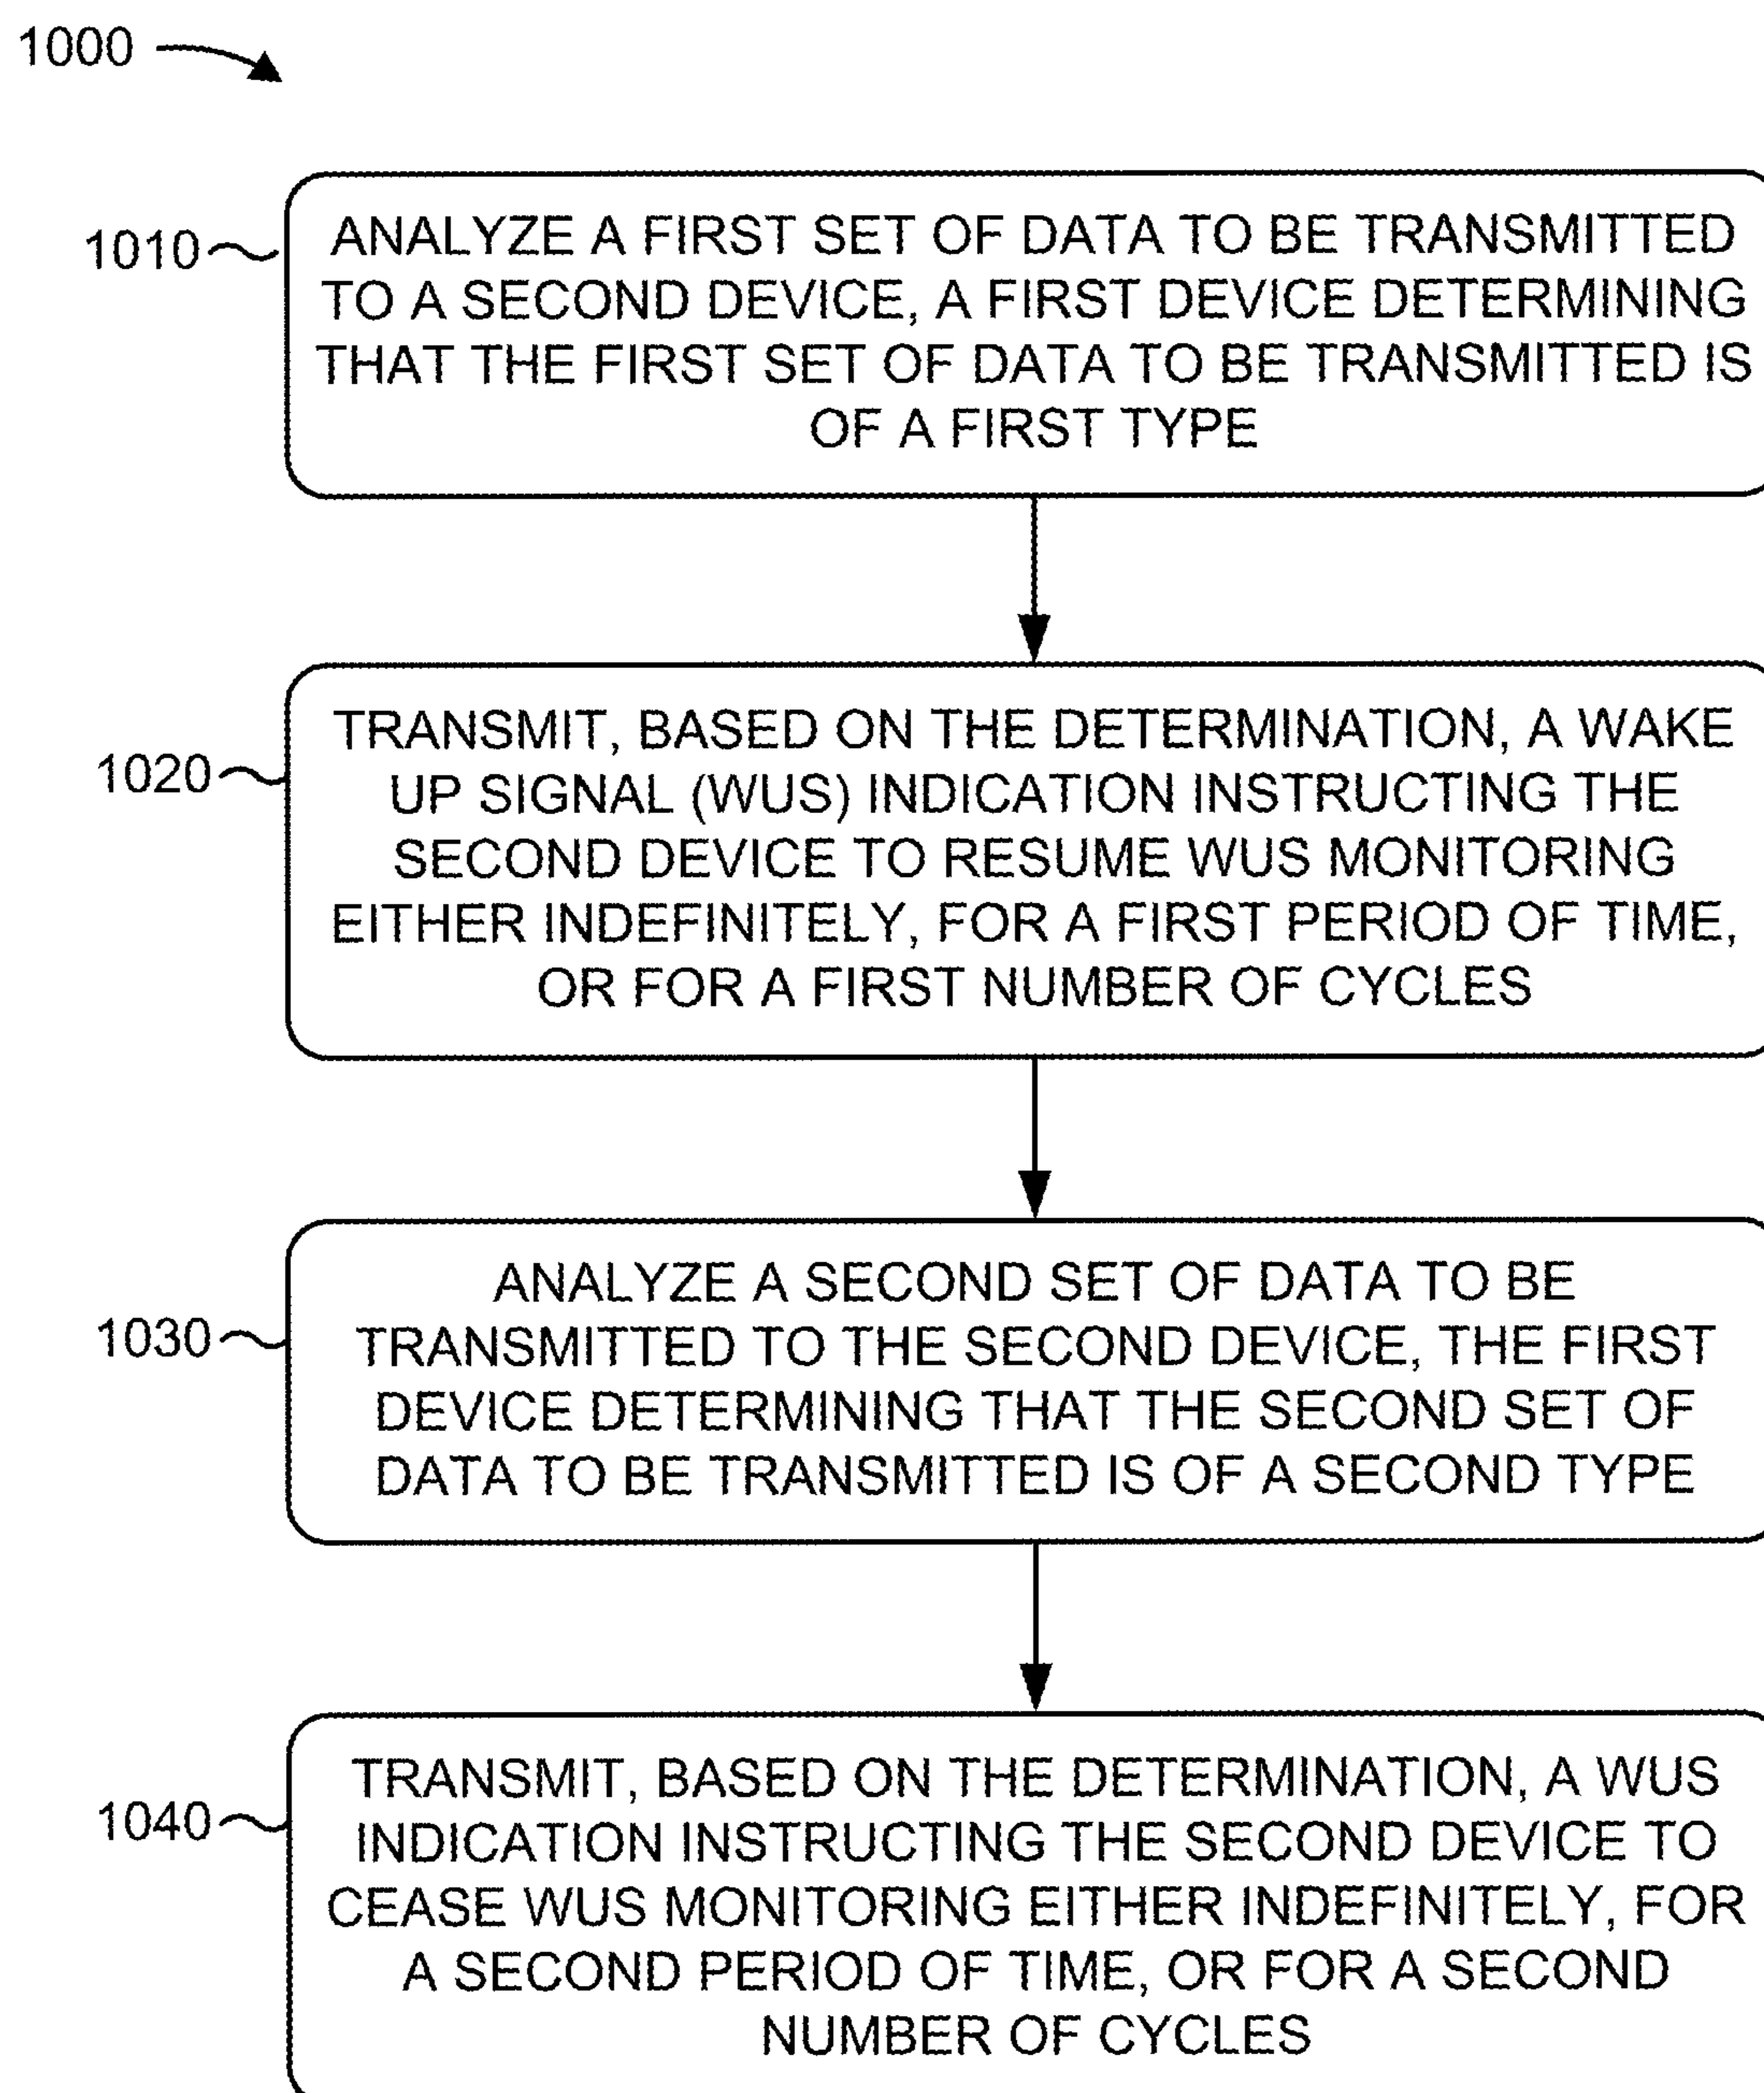 1000
1010
ANALYZE A FIRST SET OF DATA TO BE TRANSMITTED
TO A SECOND DEVICE, A FIRST DEVICE DETERMINING
THAT THE FIRST SET OF DATA TO BE TRANSMITTED IS
OF A FIRST TYPE
1020
TRANSMIT, BASED ON THE DETERMINATION, A WAKE
UP SIGNAL (WUS) INDICATION INSTRUCTING THE
SECOND DEVICE TO RESUME WUS MONITORING
EITHER INDEFINITELY, FOR A FIRST PERIOD OF TIME,
OR FOR A FIRST NUMBER OF CYCLES
1030
ANALYZE A SECOND SET OF DATA TO BE
TRANSMITTED TO THE SECOND DEVICE, THE FIRST
DEVICE DETERMINING THAT THE SECOND SET OF
DATA TO BE TRANSMITTED IS OF A SECOND TYPE
1040
TRANSMIT, BASED ON THE DETERMINATION, A WUS
INDICATION INSTRUCTING THE SECOND DEVICE TO
CEASE WUS MONITORING EITHER INDEFINITELY, FOR
A SECOND PERIOD OF TIME, OR FOR A SECOND
NUMBER OF CYCLES